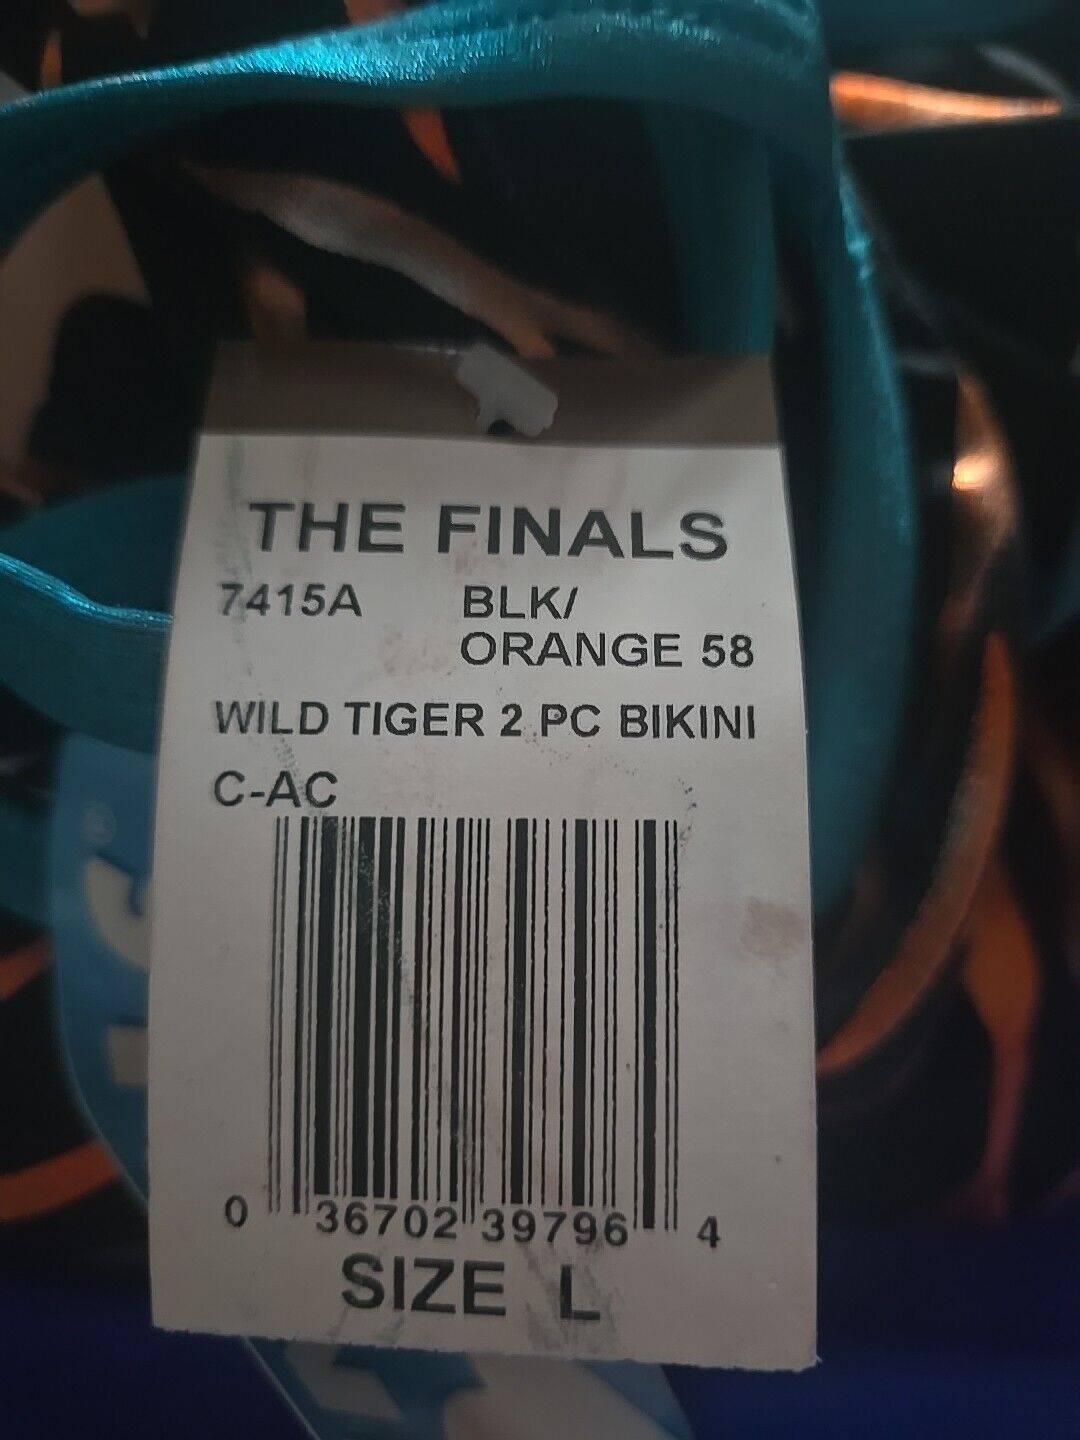 THE FINALS
7415A BLK/
ORANGE 58
WILD TIGER 2 PC BIKINI
C-AC
0 36702 39796 4
SIZE L